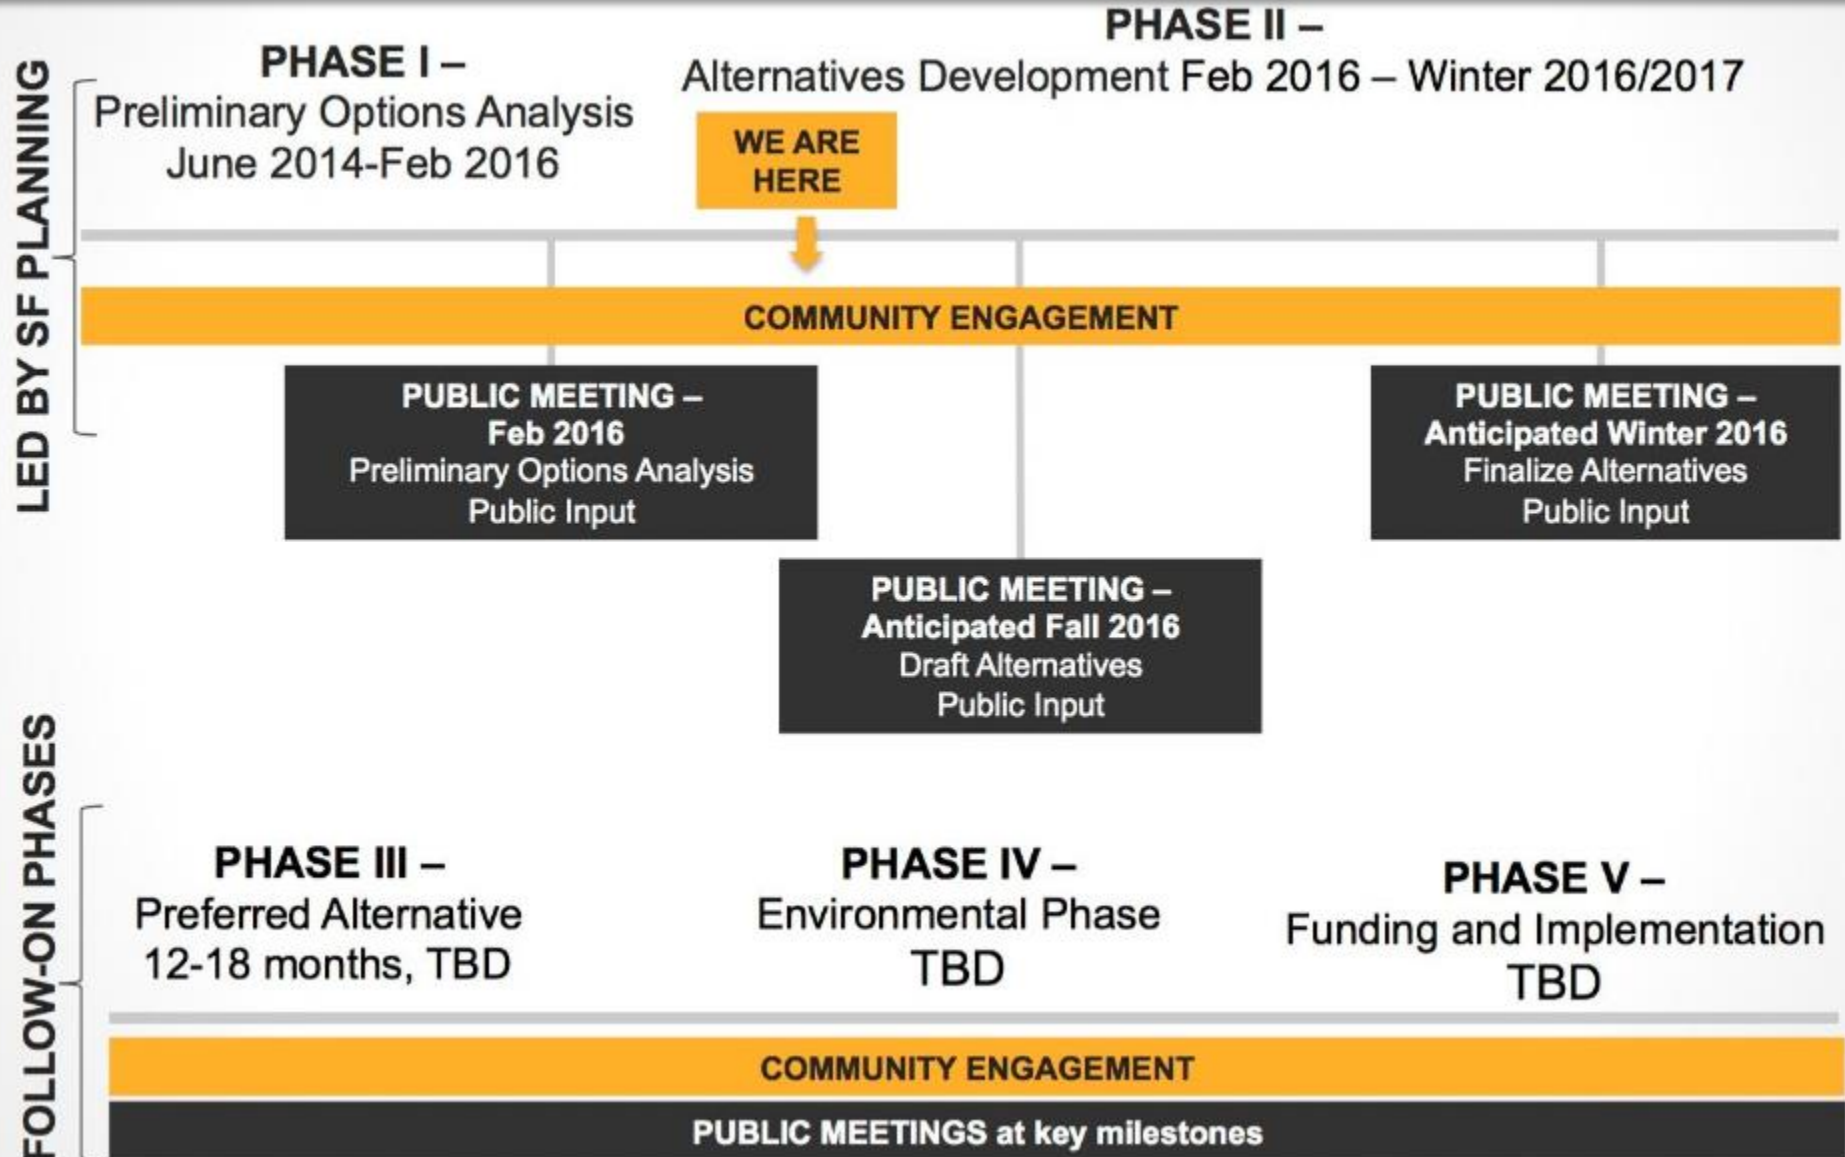 LED BY SF PLANNING
PHASE I –
Preliminary Options Analysis
June 2014-Feb 2016
PHASE II –
Alternatives Development Feb 2016 – Winter 2016/2017
WE ARE
HERE
COMMUNITY ENGAGEMENT
PUBLIC MEETING –
Feb 2016
Preliminary Options Analysis
Public Input
PUBLIC MEETING –
Anticipated Fall 2016
Draft Alternatives
Public Input
PUBLIC MEETING –
Anticipated Winter 2016
Finalize Alternatives
Public Input
FOLLOW-ON PHASES
PHASE III –
Preferred Alternative
12-18 months, TBD
PHASE IV –
Environmental Phase
TBD
PHASE V –
Funding and Implementation
TBD
COMMUNITY ENGAGEMENT
PUBLIC MEETINGS at key milestones